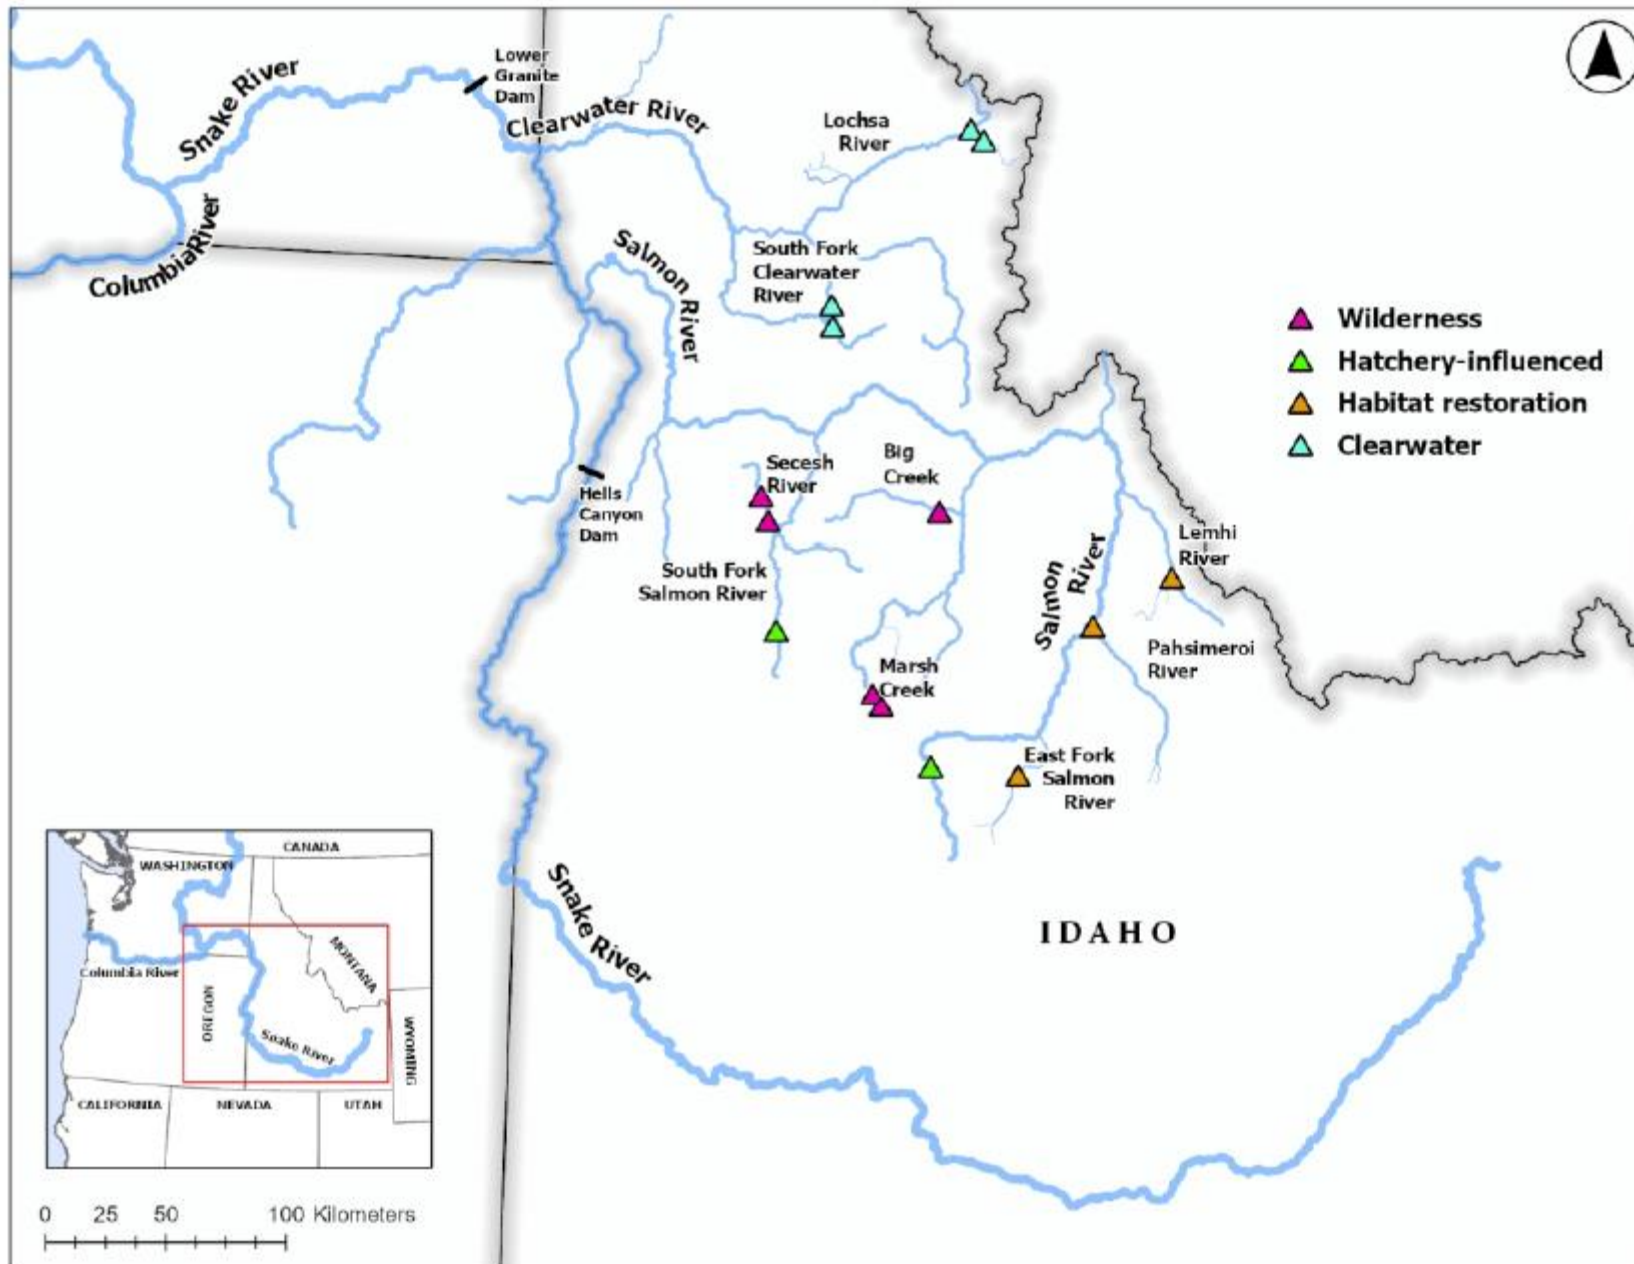 Lower
Granite
Dam
Snake River
Clearwater River
Lochsa
River
Columbia River
Salmon River
South Fork
Clearwater
River
Wilderness
Hatchery-influenced
Habitat restoration
Clearwater
Secesh
River
Big
Creek
Hells
Canyon
Dam
Lemhi
River
South Fork
Salmon River
Salmon River
Pahsimeroi
River
Marsh
Creek
East Fork
Salmon
River
Snake River
IDAHO
CANADA
WASHINGTON
MONTANA
Columbia River
OREGON
Snake River
WYOMING
CALIFORNIA
NEVADA
UTAH
0 25 50 100 Kilometers